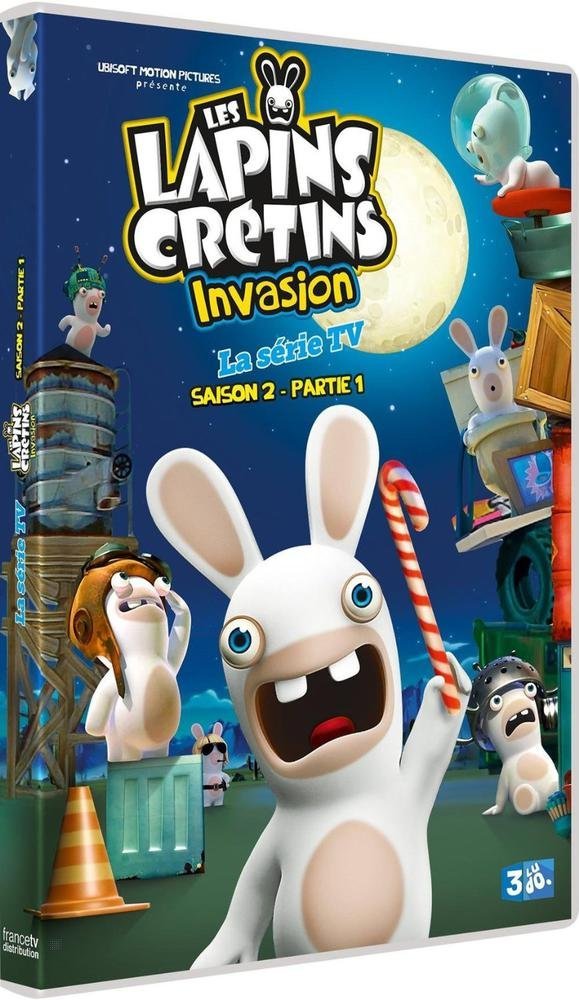 UBISOFT MOTION PICTURES
présente
LES
LAPINS
CRÉTINS
Invasion
La série TV
SAISON 2 - PARTIE 1
3 LUDO.
SAISON 2 - PARTIE 1
LES
LAPINS
CRÉTINS
Invasion
La série TV
francetv
distribution